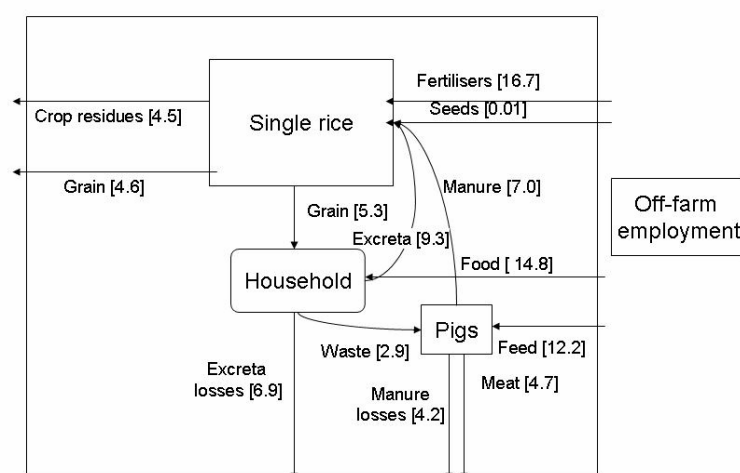 Fertilisers [16.7]
Crop residues [4.5]
Single rice
Seeds [0.01]
Grain [4.6]
Manure [7.0]
Off-farm
employment
Grain [5.3]
Excreta [9.3]
Food [ 14.8]
Household
Pigs
Waste [2.9]
Feed [12.2]
Excreta
losses [6.9]
Manure
losses [4.2]
Meat [4.7]